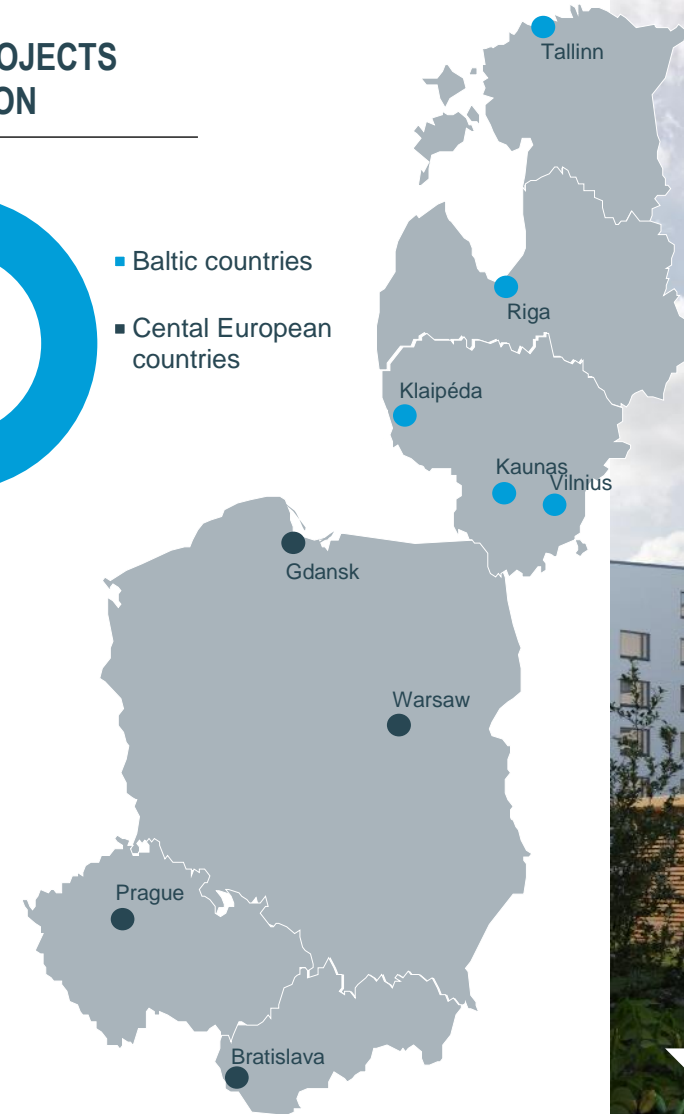 OJECTS
ON
Baltic countries
Cental European
countries
Tallinn
Riga
Klaipéda
Kaunas
Vilnius
Gdansk
Warsaw
Prague
Bratislava